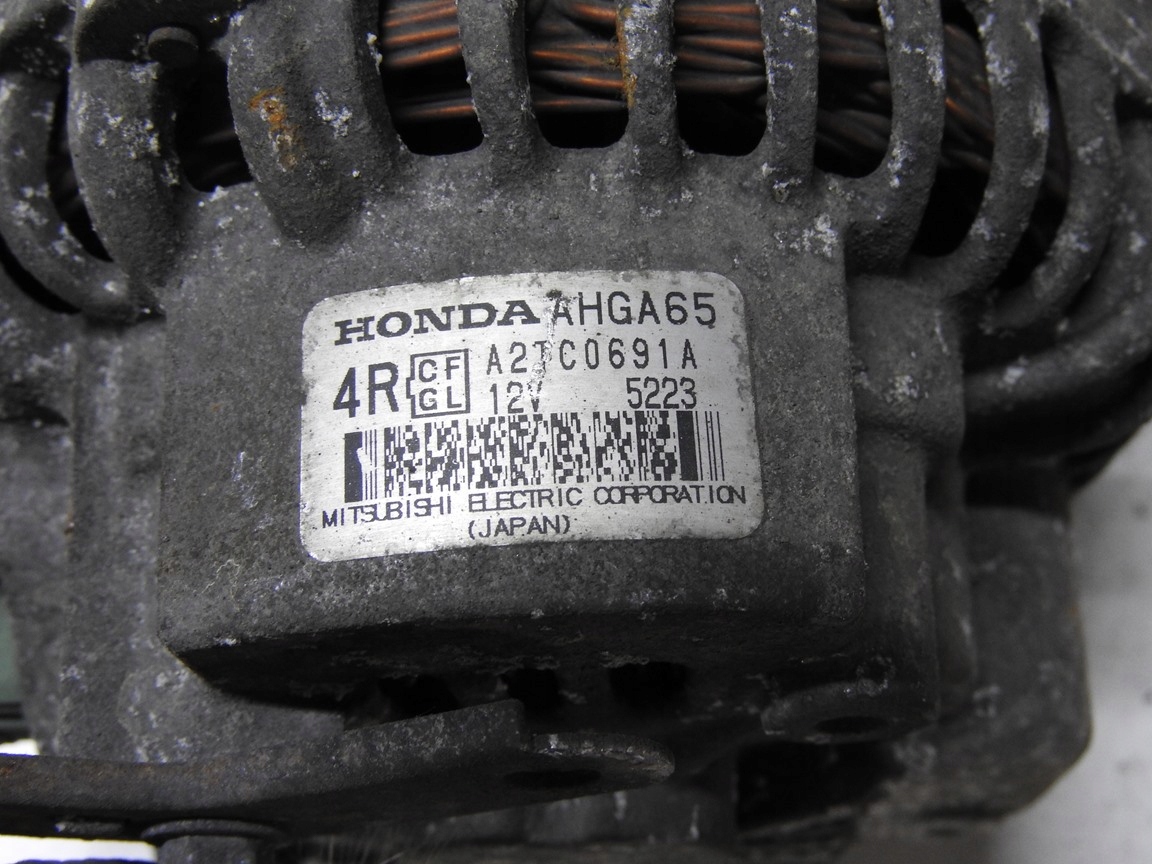 HONDA AHGA65
4R CF GL A2TC0691A
12V 5223
MITSUBISHI ELECTRIC CORPORATION
(JAPAN)